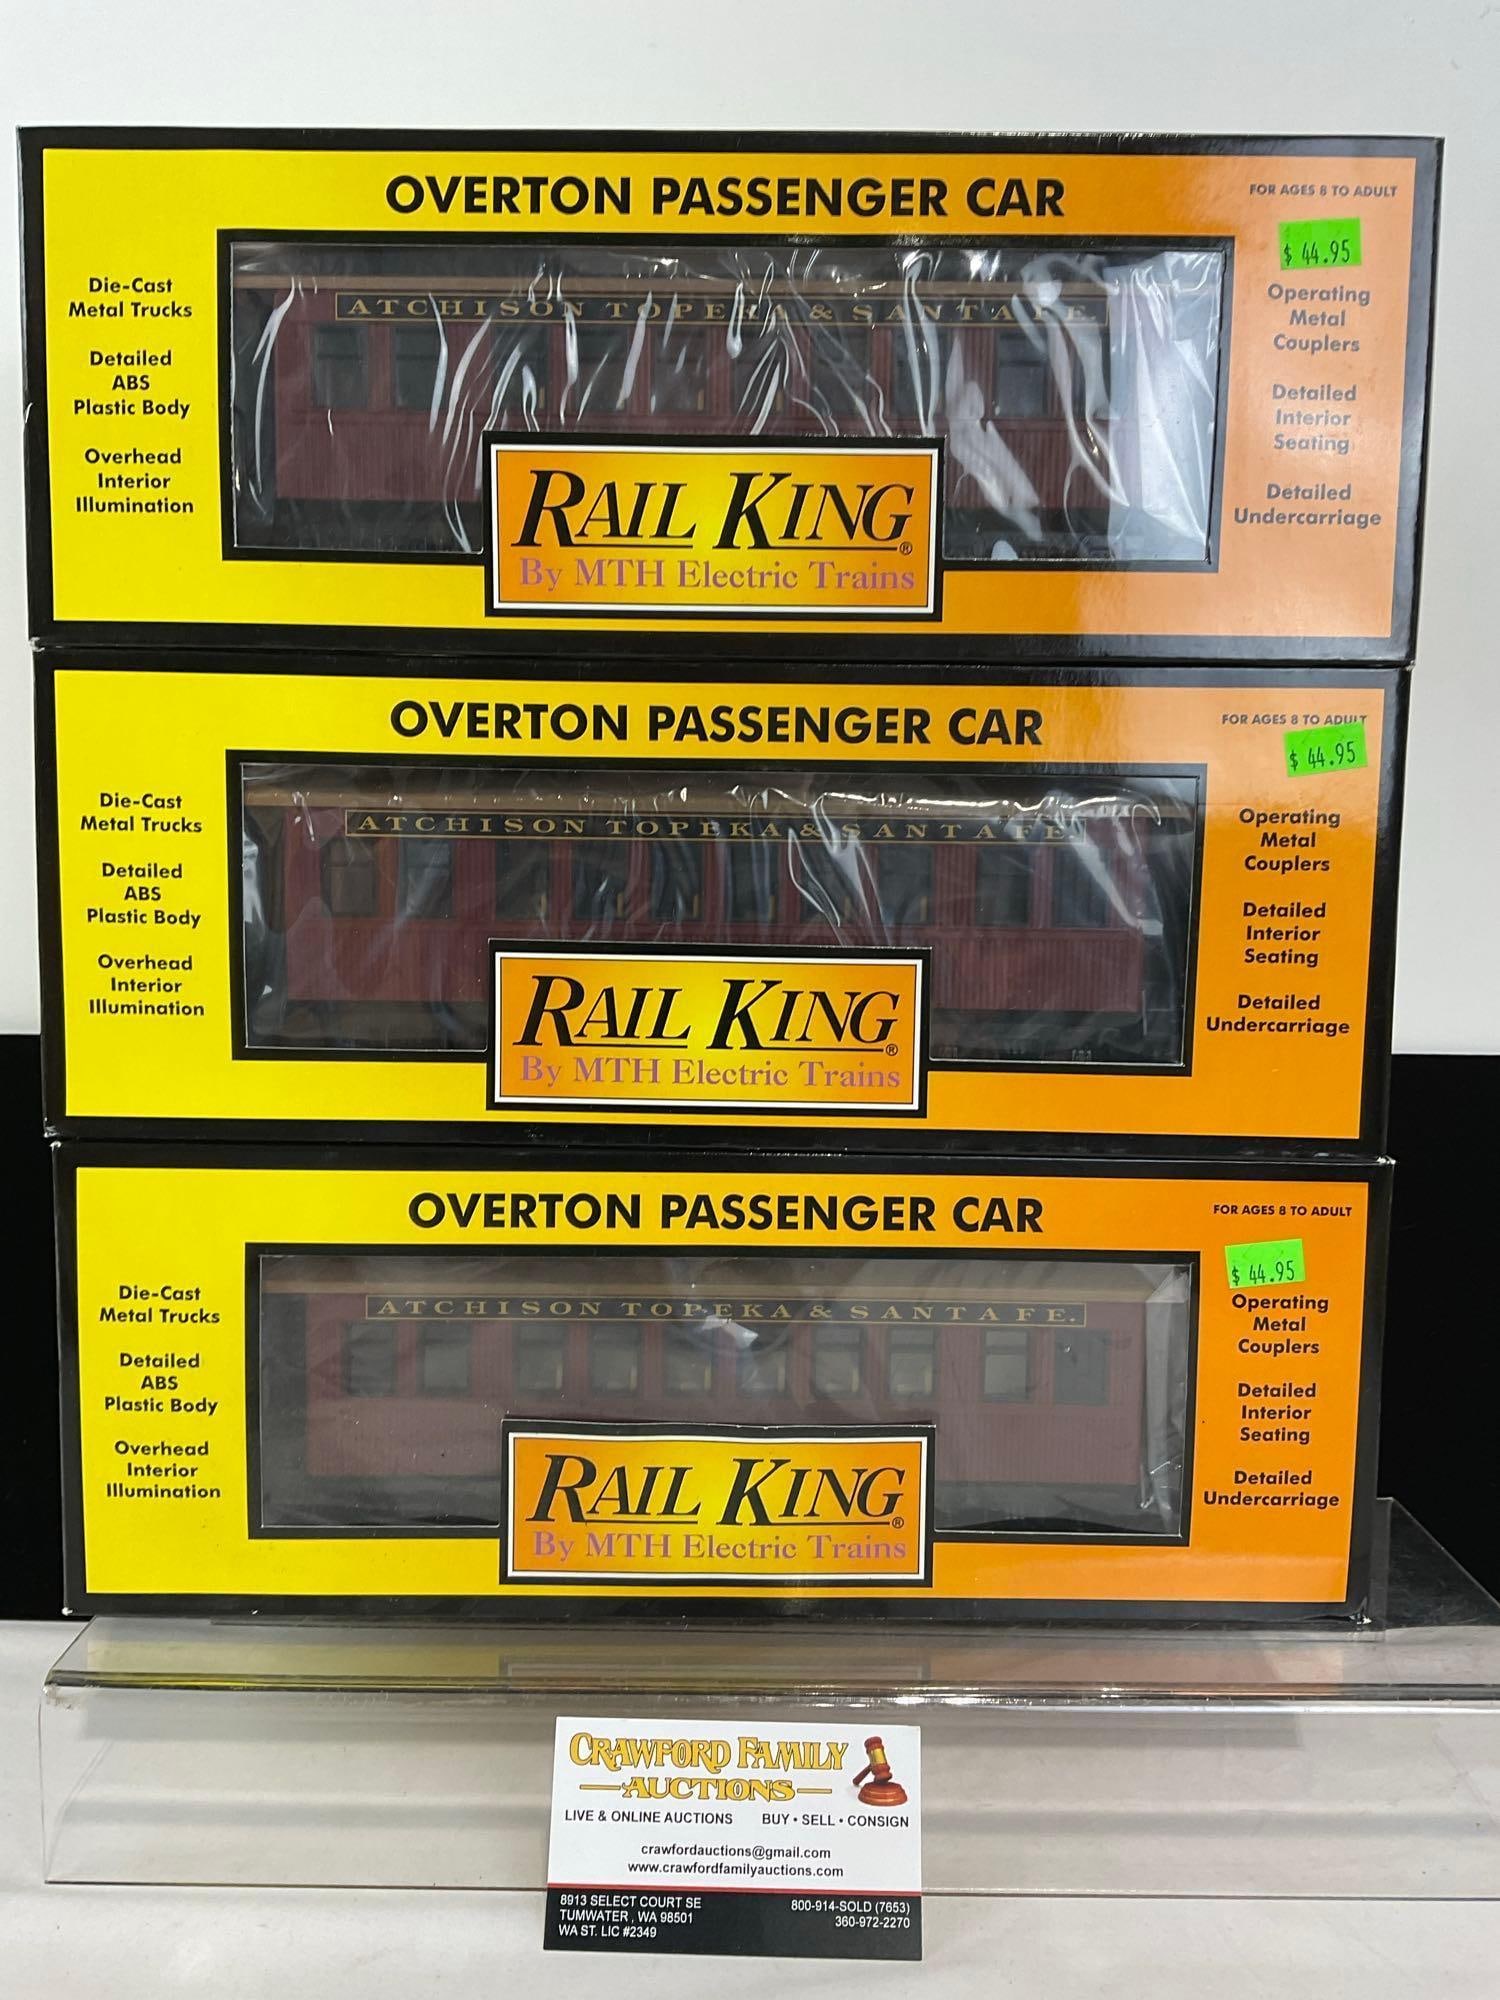 OVERTON PASSENGER CAR
FOR AGES 8 TO ADULT
$ 44.95
Die-Cast
Metal Trucks
Detailed
ABS
Plastic Body
Overhead
Interior
Illumination
ATCHISON TOPEKA & SANTA FE.
Operating
Metal
Couplers
Detailed
Interior
Seating
Detailed
Undercarriage
RAIL KING®
By MTH Electric Trains
OVERTON PASSENGER CAR
FOR AGES 8 TO ADULT
$ 44.95
Die-Cast
Metal Trucks
Detailed
ABS
Plastic Body
Overhead
Interior
Illumination
ATCHISON TOPEKA & SANTA FE.
Operating
Metal
Couplers
Detailed
Interior
Seating
Detailed
Undercarriage
RAIL KING®
By MTH Electric Trains
OVERTON PASSENGER CAR
FOR AGES 8 TO ADULT
$ 44.95
Die-Cast
Metal Trucks
Detailed
ABS
Plastic Body
Overhead
Interior
Illumination
ATCHISON TOPEKA & SANTA FE.
Operating
Metal
Couplers
Detailed
Interior
Seating
Detailed
Undercarriage
RAIL KING®
By MTH Electric Trains
CRAWFORD FAMILY
AUCTIONS
LIVE & ONLINE AUCTIONS BUY • SELL • CONSIGN
crawfordauctions@gmail.com
www.crawfordfamilyauctions.com
8913 SELECT COURT SE
TUMWATER , WA 98501
WA ST. LIC #2349
800-914-SOLD (7653)
360-972-2270